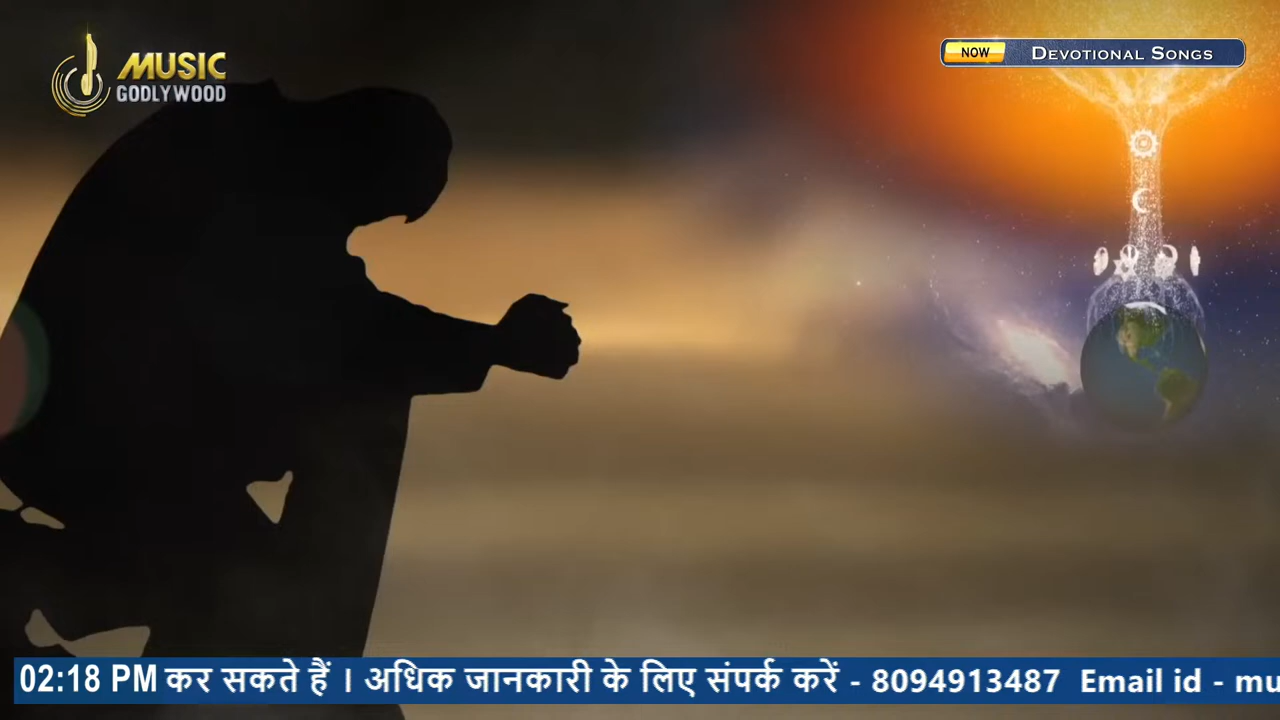 MUSIC
GODLYWOOD
NOW DEVOTIONAL SONGS
02:18 PM कर सकते हैं । अधिक जानकारी के लिए संपर्क करें - 8094913487 Email id - mu